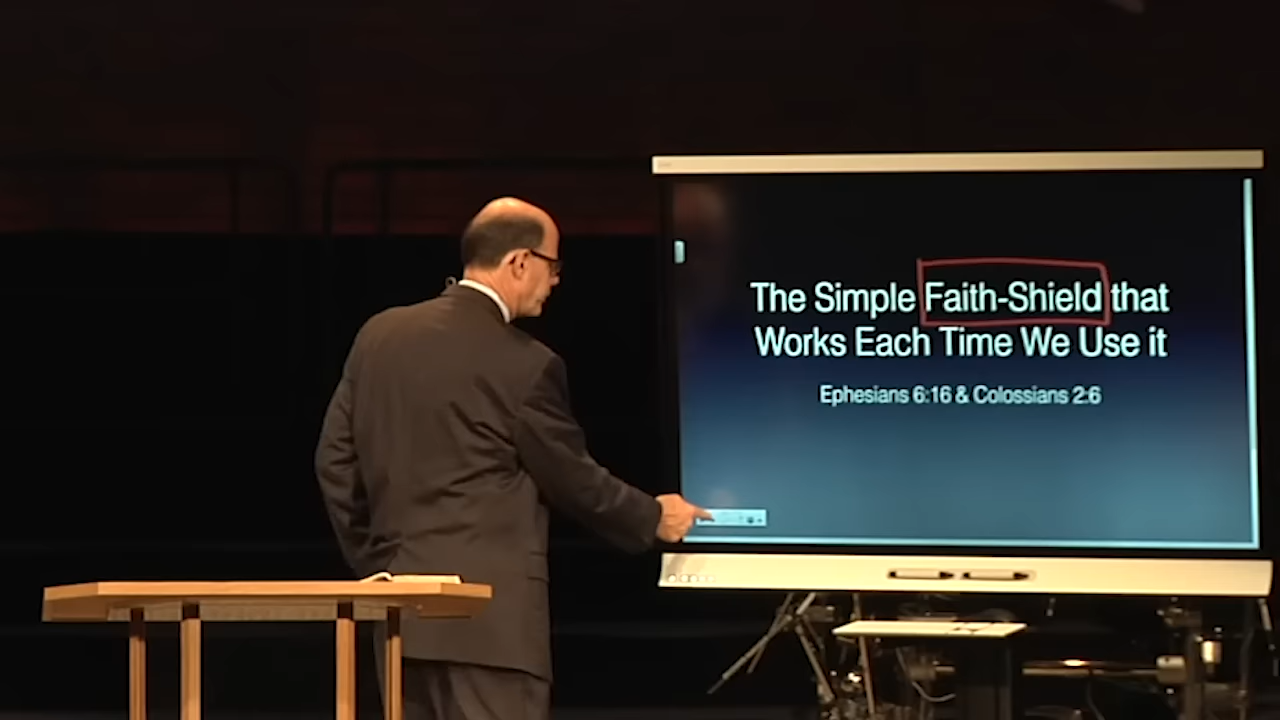 The Simple Faith-Shield that
Works Each Time We Use it
Ephesians 6:16 & Colossians 2:6